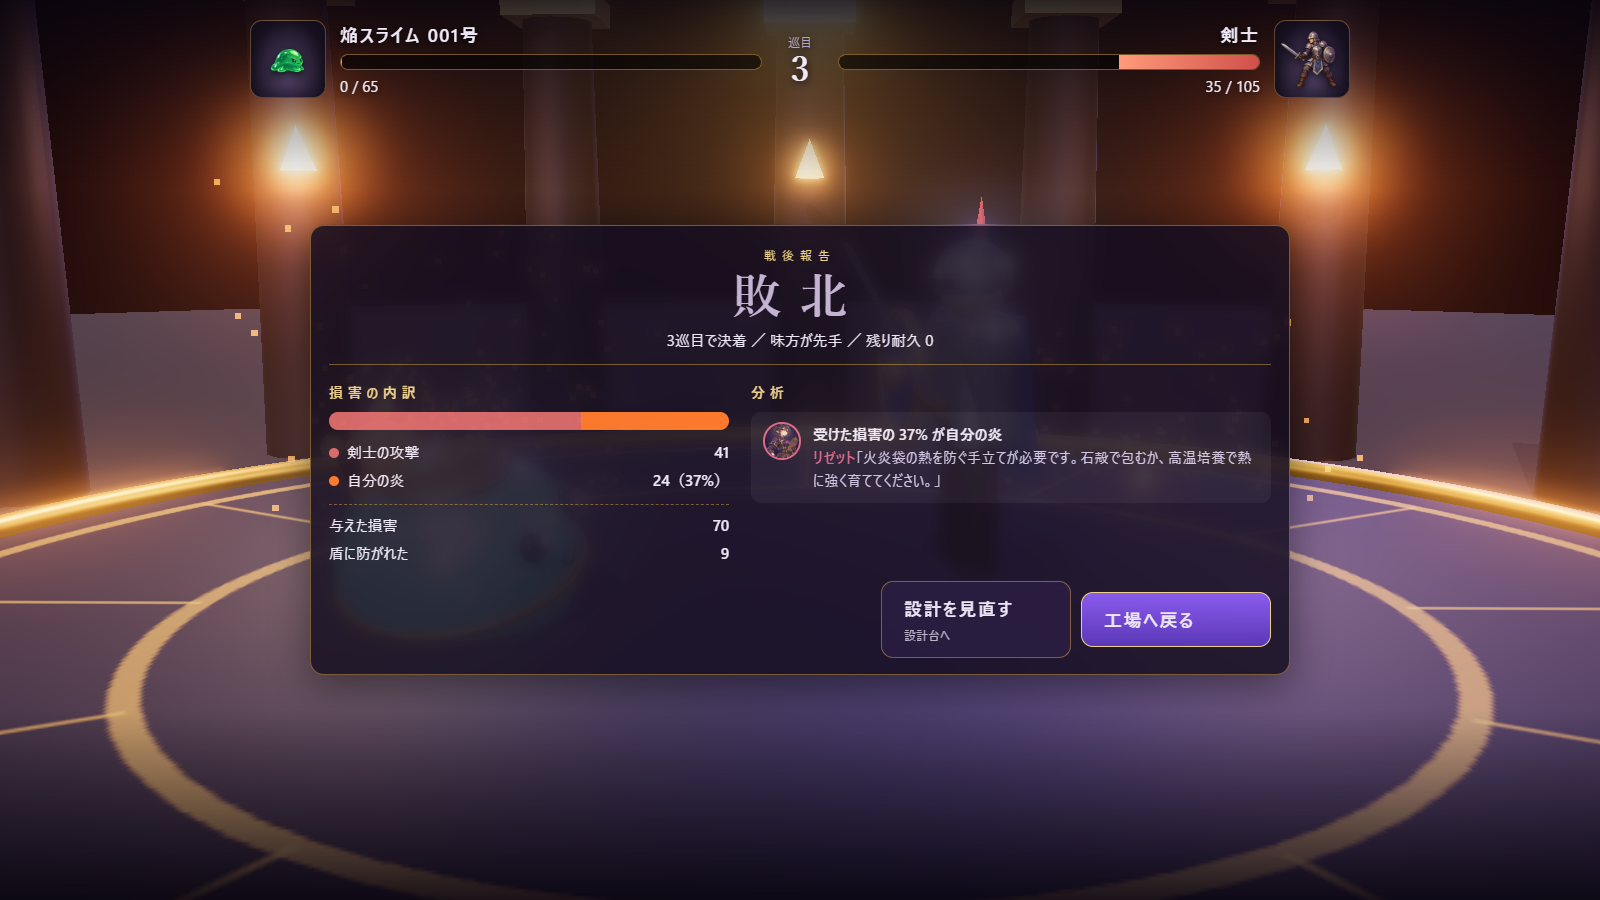 焔スライム 001号
0 / 65
巡目
3
剣士
35 / 105
戦後報告
敗北
3巡目で決着 ／ 味方が先手 ／ 残り耐久 0
損害の内訳
剣士の攻撃 41
自分の炎 24（37%）
与えた損害 70
盾に防がれた 9
分析
受けた損害の 37% が自分の炎
リゼット「火炎袋の熱を防ぐ手立てが必要です。石殻で包むか、高温培養で熱
に強く育ててください。」
設計を見直す
設計台へ
工場へ戻る